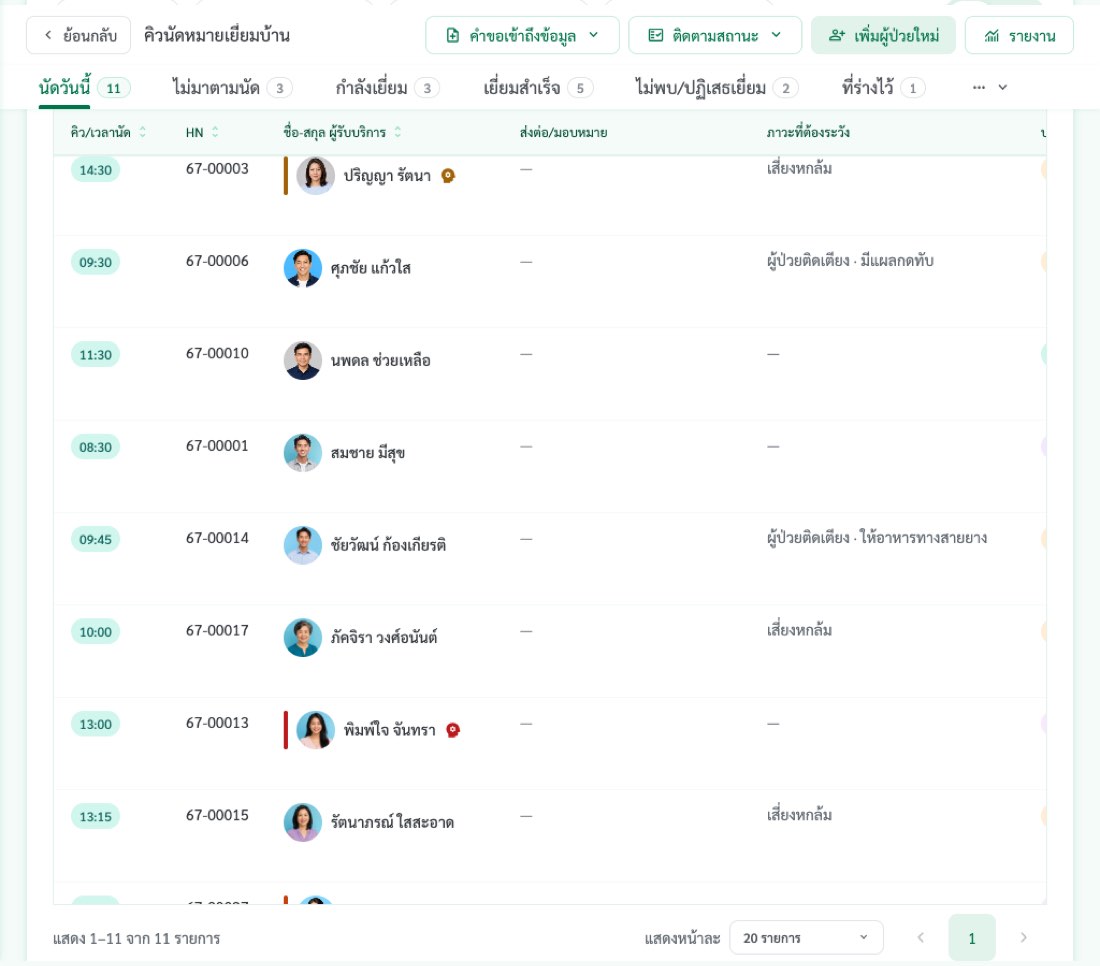 ย้อนกลับ คิวนัดหมายเยี่ยมบ้าน คำขอเข้าถึงข้อมูล ติดตามสถานะ เพิ่มผู้ป่วยใหม่ รายงาน
นัดวันนี้ 11 ไม่มาตามนัด 3 กำลังเยี่ยม 3 เยี่ยมสำเร็จ 5 ไม่พบ/ปฏิเสธเยี่ยม 2 ที่ร่างไว้ 1 ...
คิว/เวลานัด HN ชื่อ-สกุล ผู้รับบริการ ส่งต่อ/มอบหมาย ภาวะที่ต้องระวัง
14:30 67-00003 ปริญญา รัตนา — เสี่ยงหกล้ม
09:30 67-00006 ศุภชัย แก้วใส — ผู้ป่วยติดเตียง · มีแผลกดทับ
11:30 67-00010 นพดล ช่วยเหลือ — —
08:30 67-00001 สมชาย มีสุข — —
09:45 67-00014 ชัยวัฒน์ ก้องเกียรติ — ผู้ป่วยติดเตียง · ให้อาหารทางสายยาง
10:00 67-00017 ภัคจิรา วงศ์อนันต์ — เสี่ยงหกล้ม
13:00 67-00013 พิมพ์ใจ จันทรา — —
13:15 67-00015 รัตนาภรณ์ ใสสะอาด — เสี่ยงหกล้ม
แสดง 1–11 จาก 11 รายการ แสดงหน้าละ 20 รายการ 1